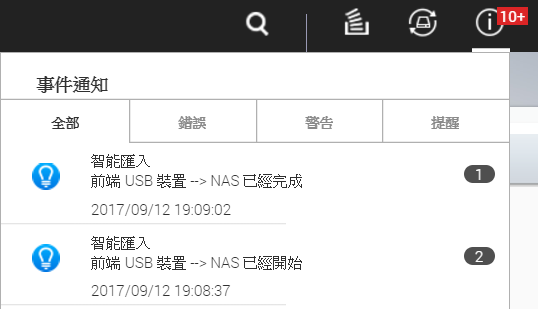 10+
事件通知
全部 錯誤 警告 提醒
智能匯入
前端 USB 裝置 --> NAS 已經完成
1
2017/09/12 19:09:02
智能匯入
前端 USB 裝置 --> NAS 已經開始
2
2017/09/12 19:08:37